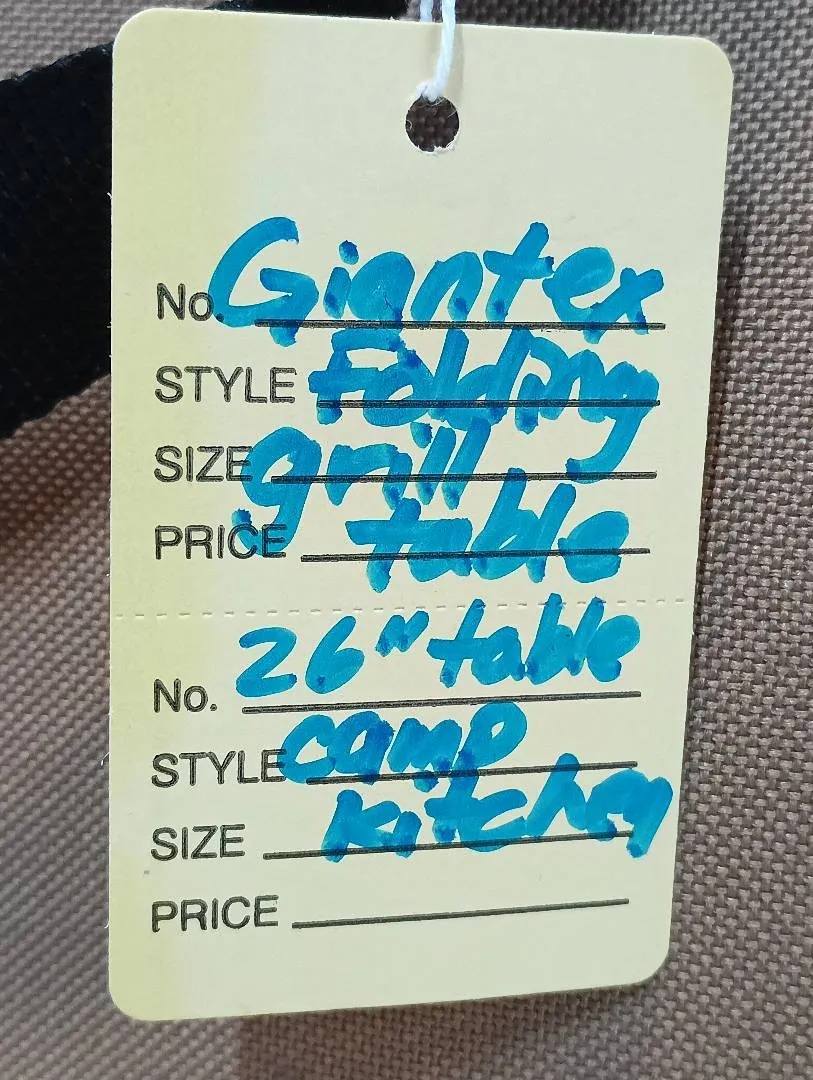 No. Giantex
STYLE Folding
SIZE grill
PRICE table
No. 26" table
STYLE camp
SIZE kitchen
PRICE